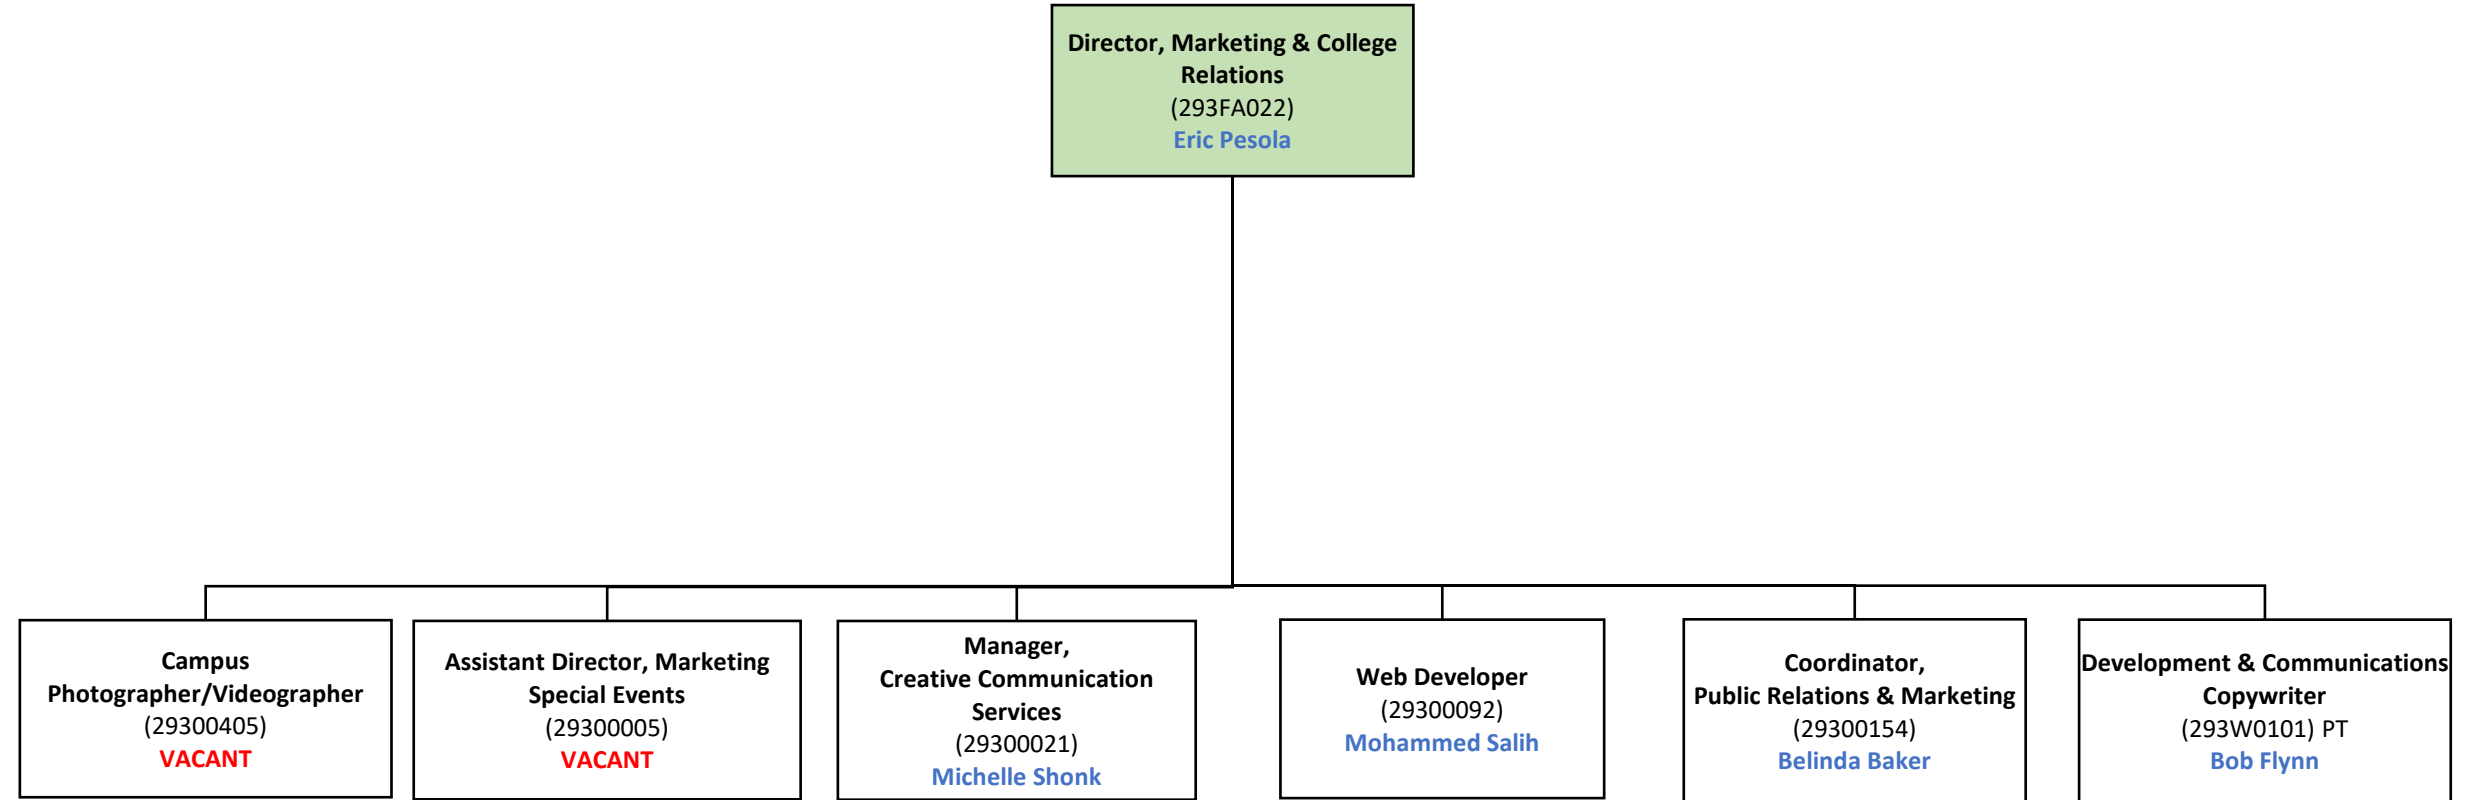 Director, Marketing & College
Relations
(293FA022)
Eric Pesola
Campus
Photographer/Videographer
(29300405)
VACANT
Assistant Director, Marketing
Special Events
(29300005)
VACANT
Manager,
Creative Communication
Services
(29300021)
Michelle Shonk
Web Developer
(29300092)
Mohammed Salih
Coordinator,
Public Relations & Marketing
(29300154)
Belinda Baker
Development & Communications
Copywriter
(293W0101) PT
Bob Flynn